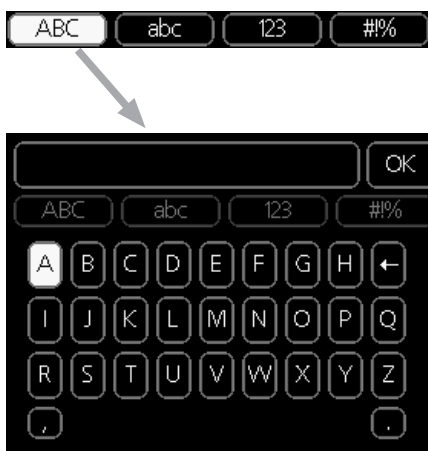 ABC abc 123 #!%
OK
ABC abc 123 #!%
A B C D E F G H ←
I J K L M N O P Q
R S T U V W X Y Z
, .